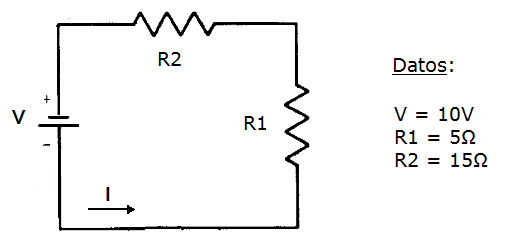 R2
Datos:
+
V
-
R1
V = 10V
R1 = 5Ω
R2 = 15Ω
I